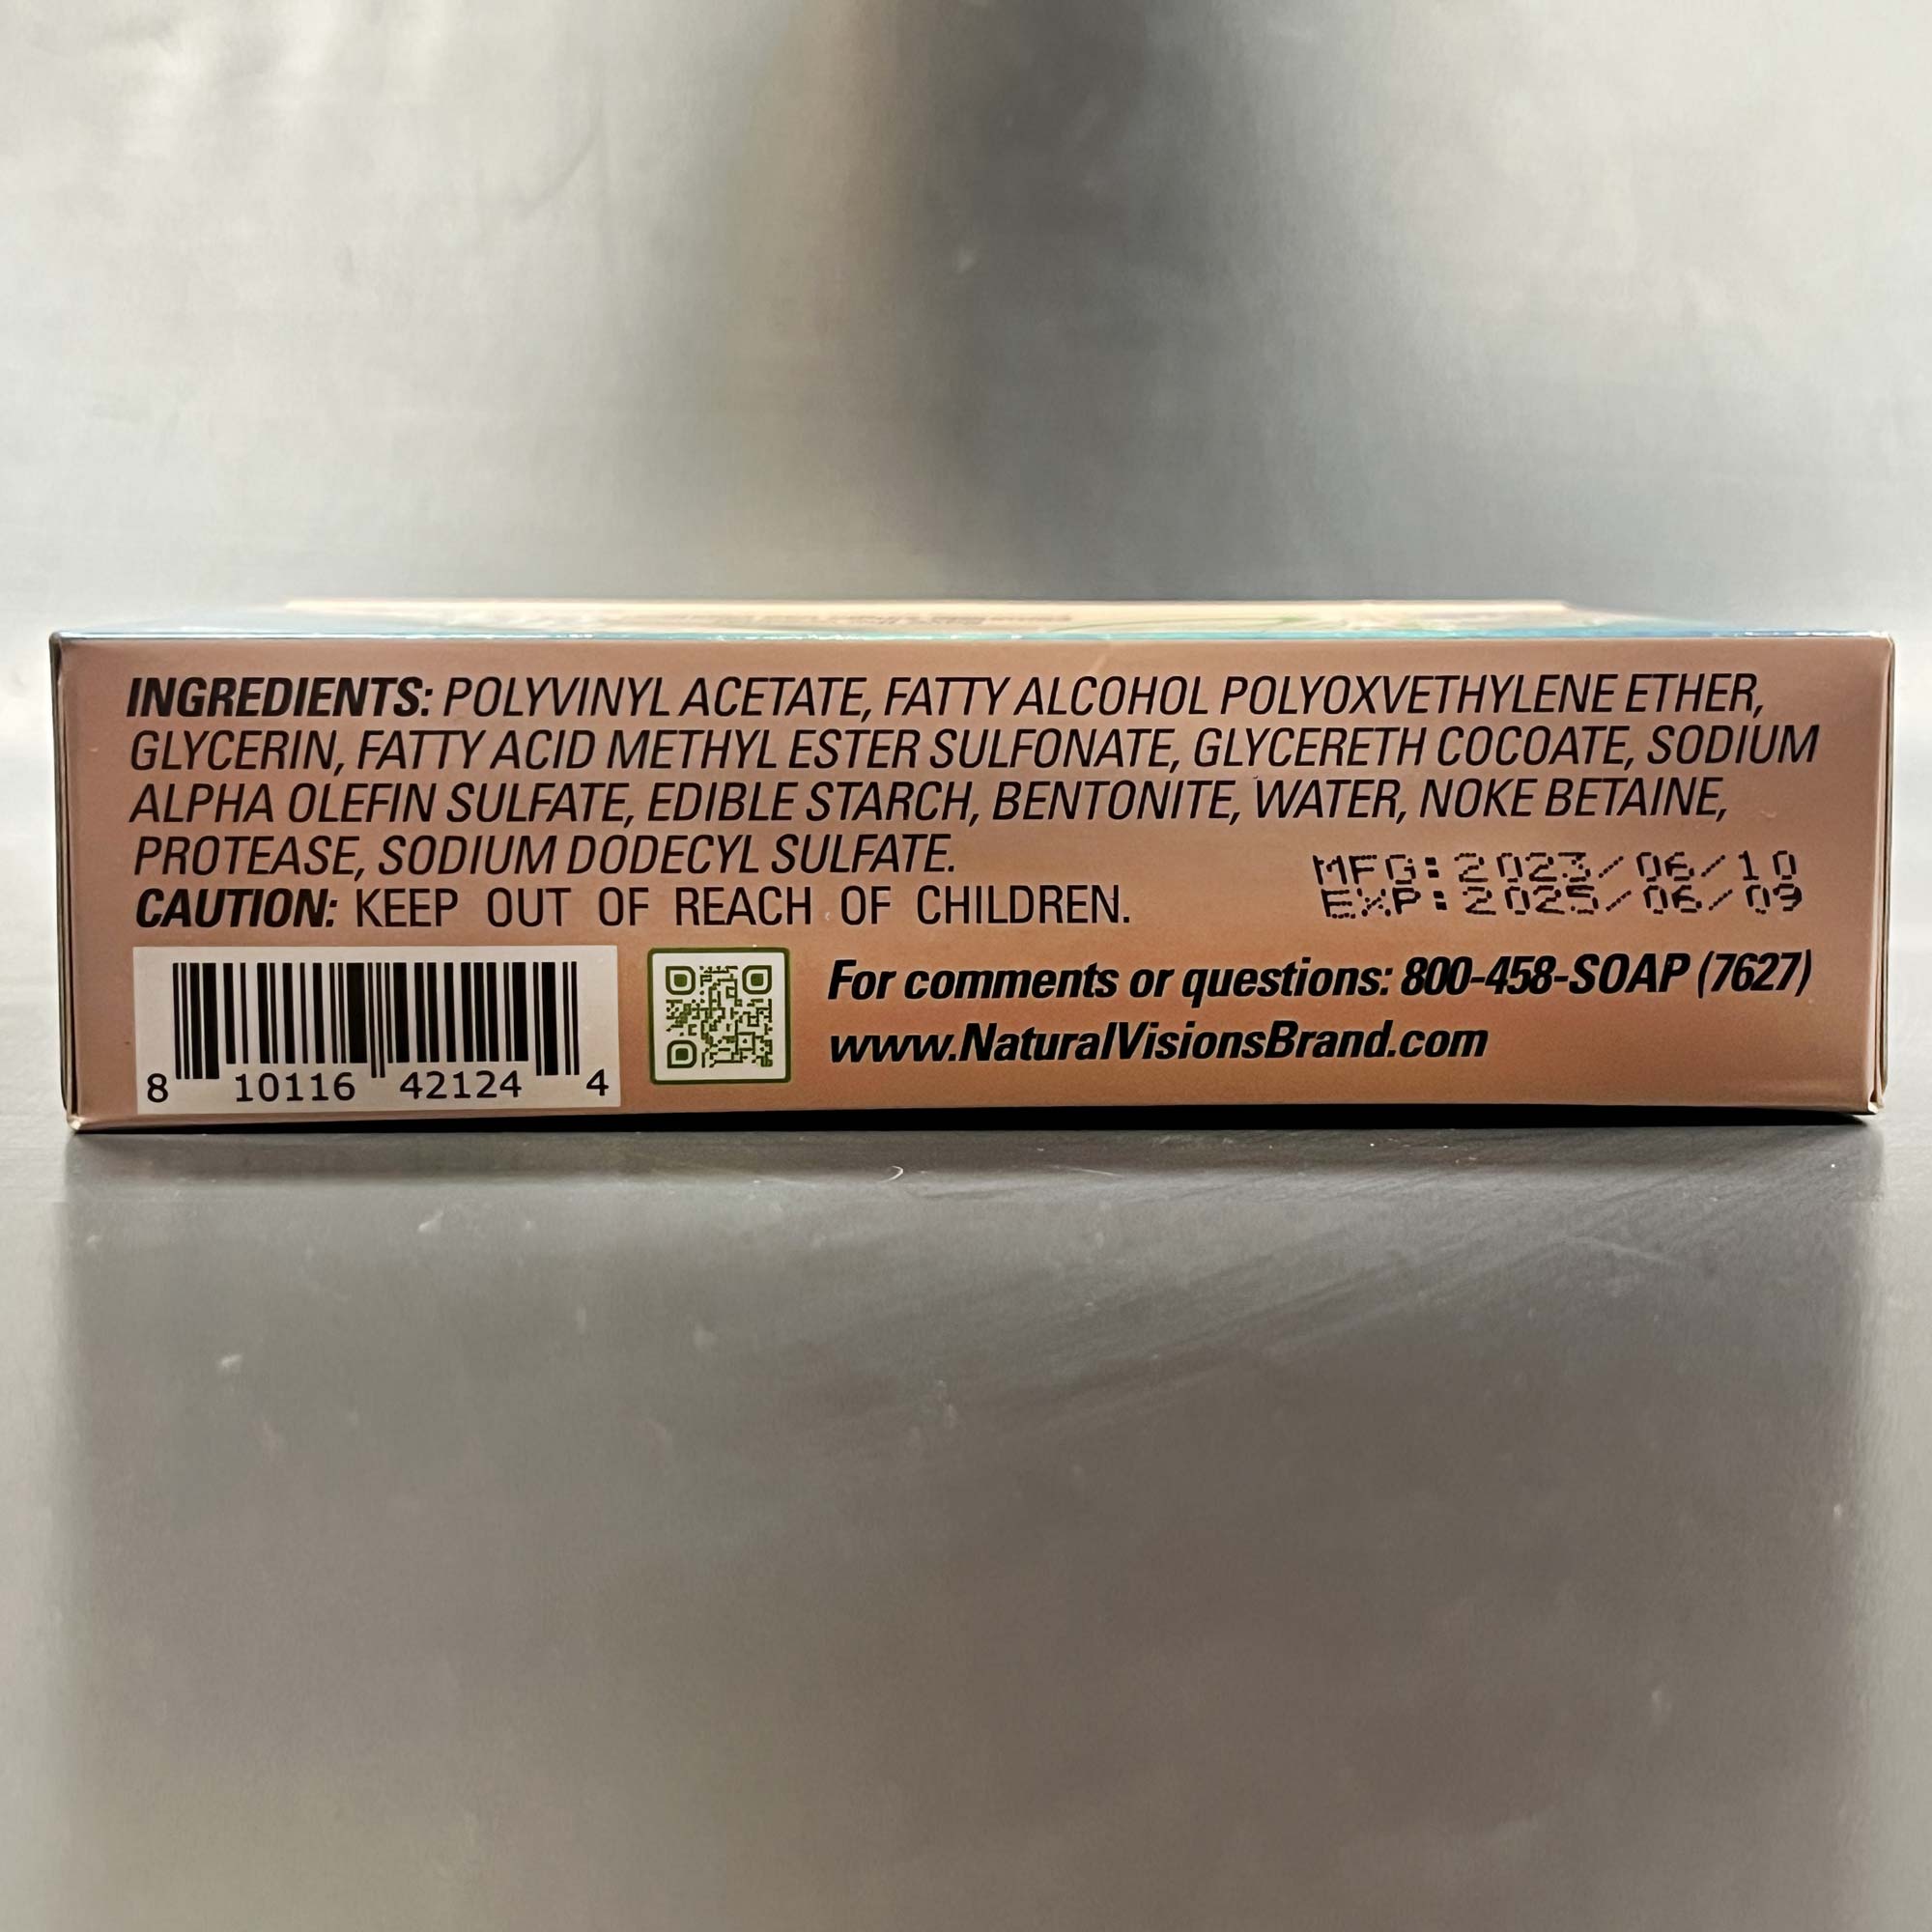 INGREDIENTS: POLYVINYL ACETATE, FATTY ALCOHOL POLYOXVETHYLENE ETHER,
GLYCERIN, FATTY ACID METHYL ESTER SULFONATE, GLYCERETH COCOATE, SODIUM
ALPHA OLEFIN SULFATE, EDIBLE STARCH, BENTONITE, WATER, NOKE BETAINE,
PROTEASE, SODIUM DODECYL SULFATE.
CAUTION: KEEP OUT OF REACH OF CHILDREN.
MFG: 2023/06/10
EXP: 2025/06/09
8 10116 42124 4
For comments or questions: 800-458-SOAP (7627)
www.NaturalVisionsBrand.com